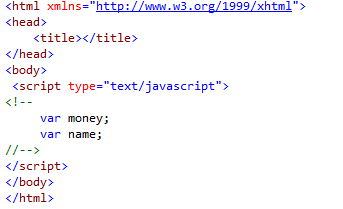 <html xmlns="http://www.w3.org/1999/xhtml">
<head>
<title></title>
</head>
<body>
<script type="text/javascript">
<!--
var money;
var name;
//-->
</script>
</body>
</html>